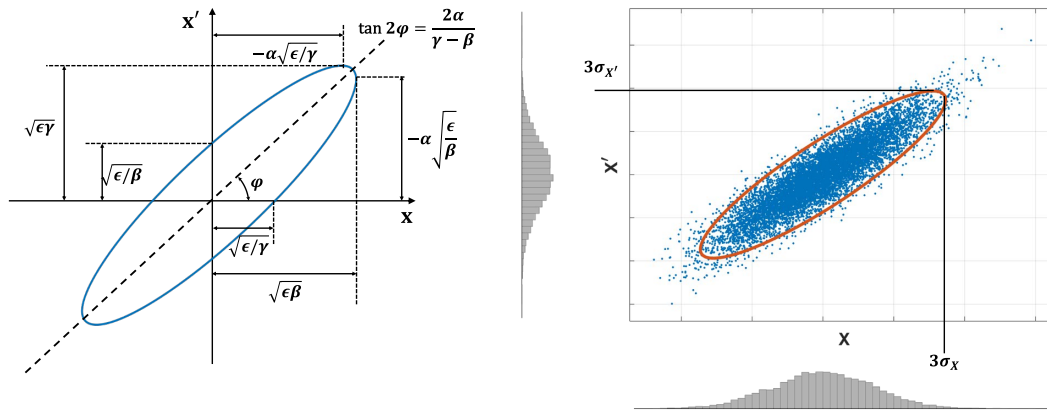 x′
tan 2φ = 2α / γ − β
−α√ϵ/γ
3σX′
√ϵγ
−α√ϵ/β
√ϵ/β
φ
X′
x
√ϵ/γ
√ϵβ
X
3σX